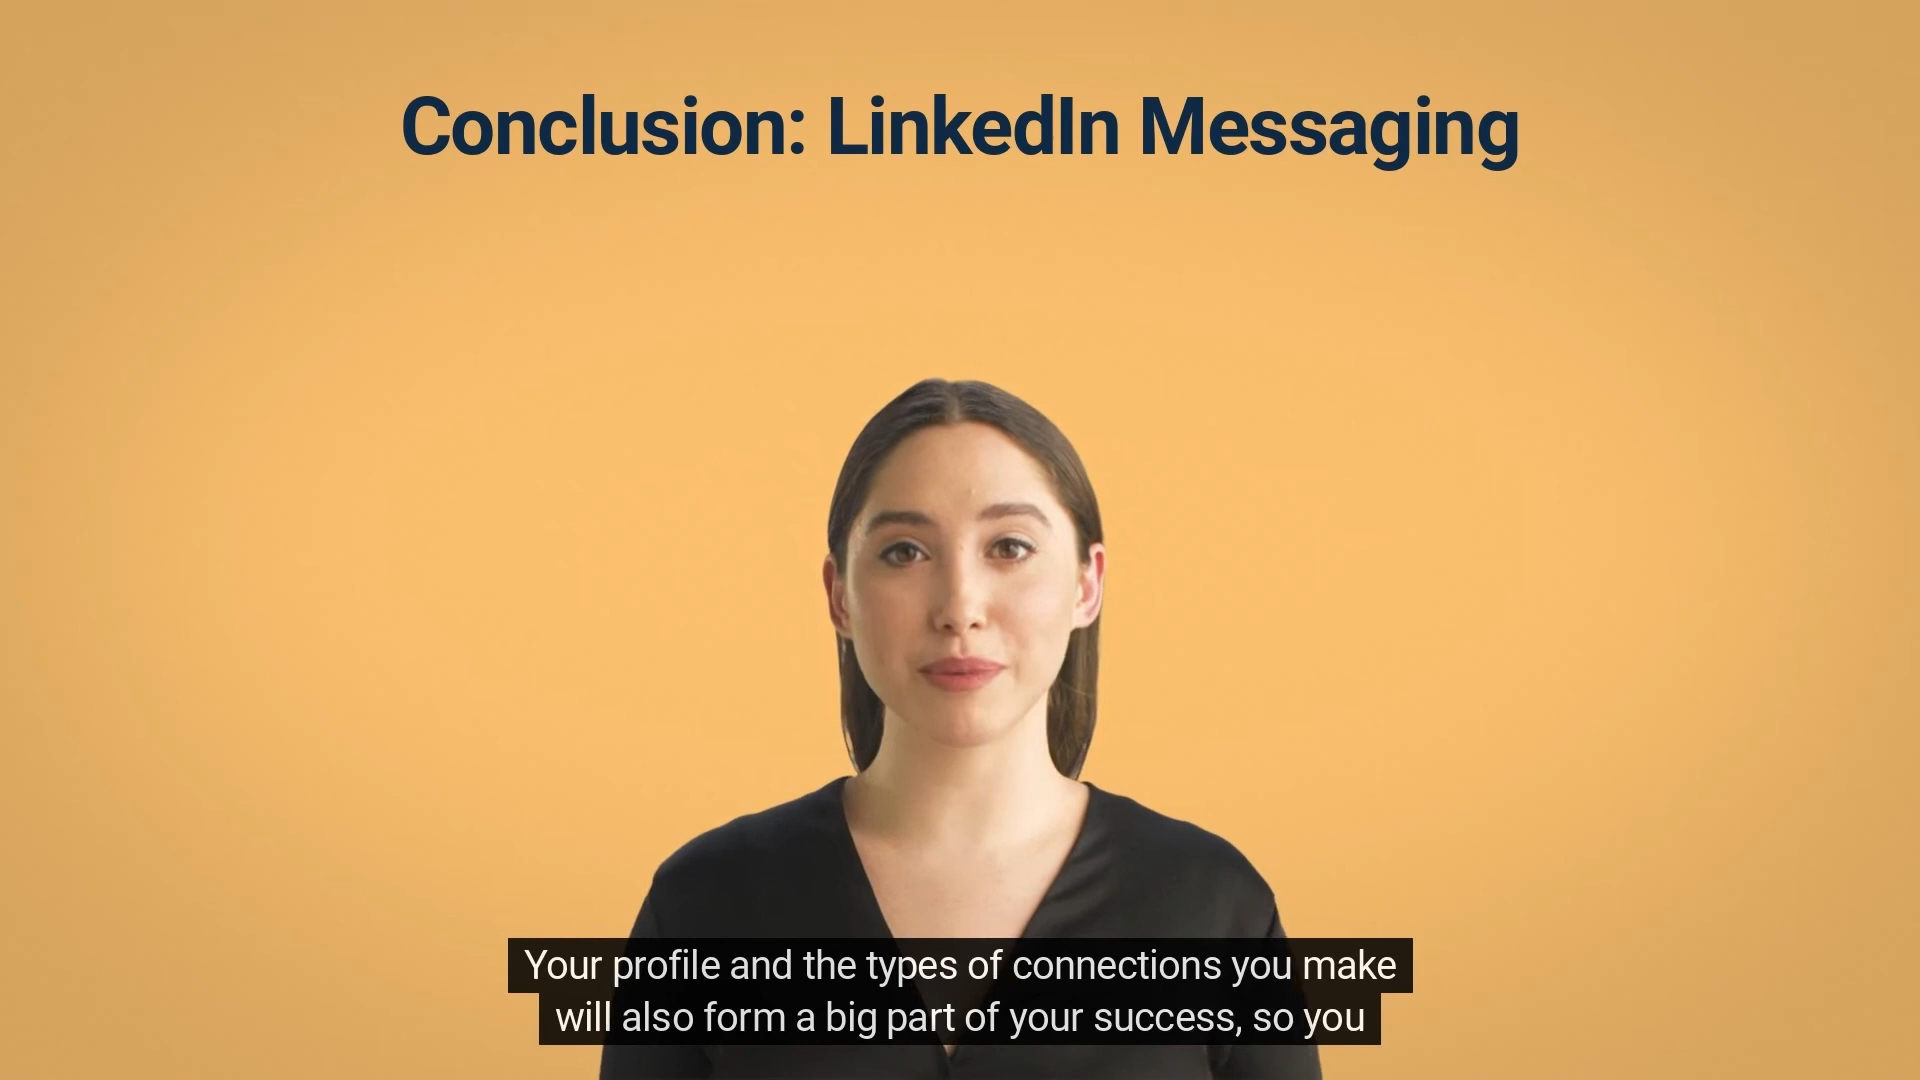 Conclusion: LinkedIn Messaging
Your profile and the types of connections you make
will also form a big part of your success, so you